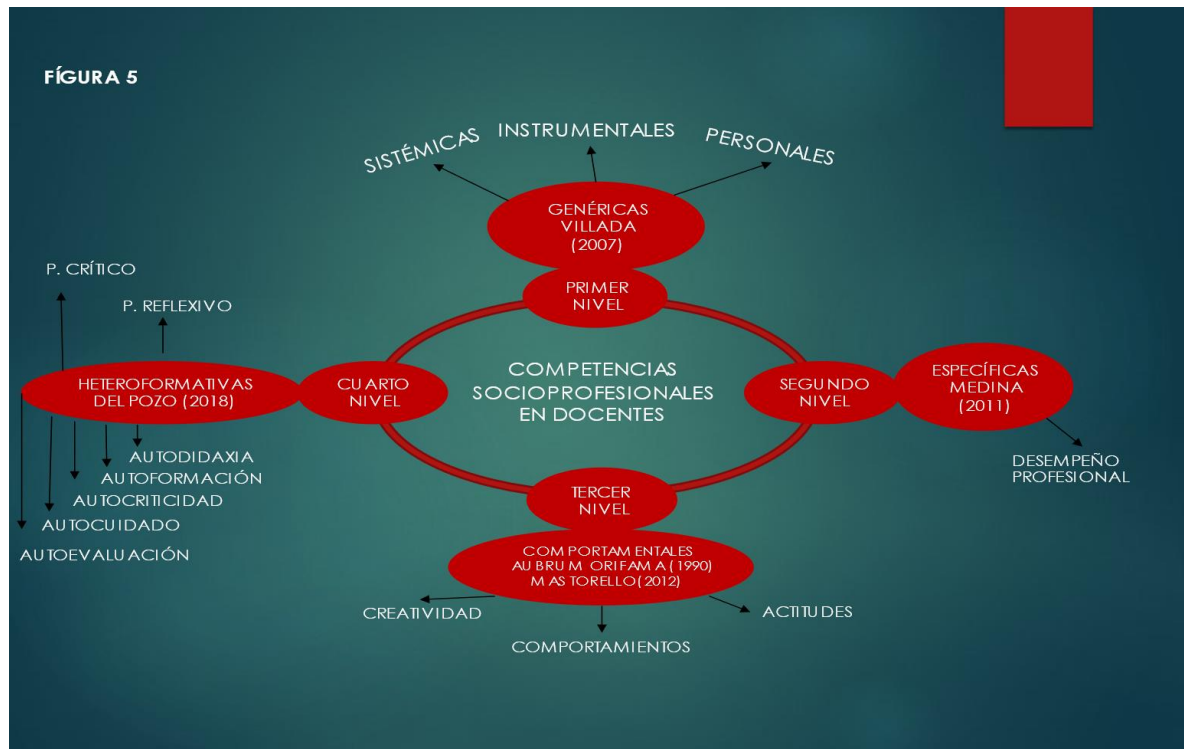 FÍGURA 5
SISTÉMICAS
INSTRUMENTALES
PERSONALES
GENÉRICAS
VILLADA
(2007)
PRIMER
NIVEL
P. CRÍTICO
P. REFLEXIVO
HETEROFORMATIVAS
DEL POZO (2018)
CUARTO
NIVEL
COMPETENCIAS
SOCIOPROFESIONALES
EN DOCENTES
SEGUNDO
NIVEL
ESPECÍFICAS
MEDINA
(2011)
DESEMPEÑO
PROFESIONAL
AUTODIDAXIA
AUTOFORMACIÓN
AUTOCRITICIDAD
AUTOCUIDADO
AUTOEVALUACIÓN
TERCER
NIVEL
COMPORTAMENTALES
AUBRUM ORIFAMA (1990)
MASTORELLO(2012)
CREATIVIDAD
COMPORTAMIENTOS
ACTITUDES